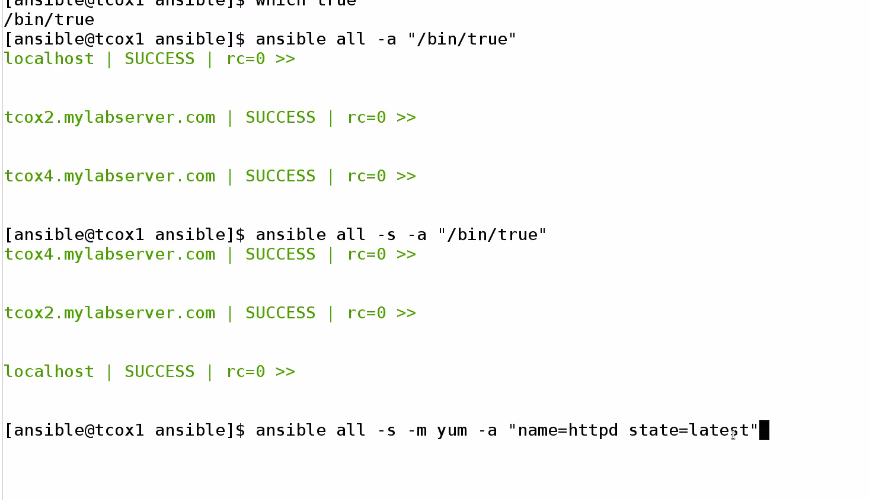 [ansible@tcox1 ansible]$ which true
/bin/true
[ansible@tcox1 ansible]$ ansible all -a "/bin/true"
localhost | SUCCESS | rc=0 >>
tcox2.mylabserver.com | SUCCESS | rc=0 >>
tcox4.mylabserver.com | SUCCESS | rc=0 >>
[ansible@tcox1 ansible]$ ansible all -s -a "/bin/true"
tcox4.mylabserver.com | SUCCESS | rc=0 >>
tcox2.mylabserver.com | SUCCESS | rc=0 >>
localhost | SUCCESS | rc=0 >>
[ansible@tcox1 ansible]$ ansible all -s -m yum -a "name=httpd state=latest"